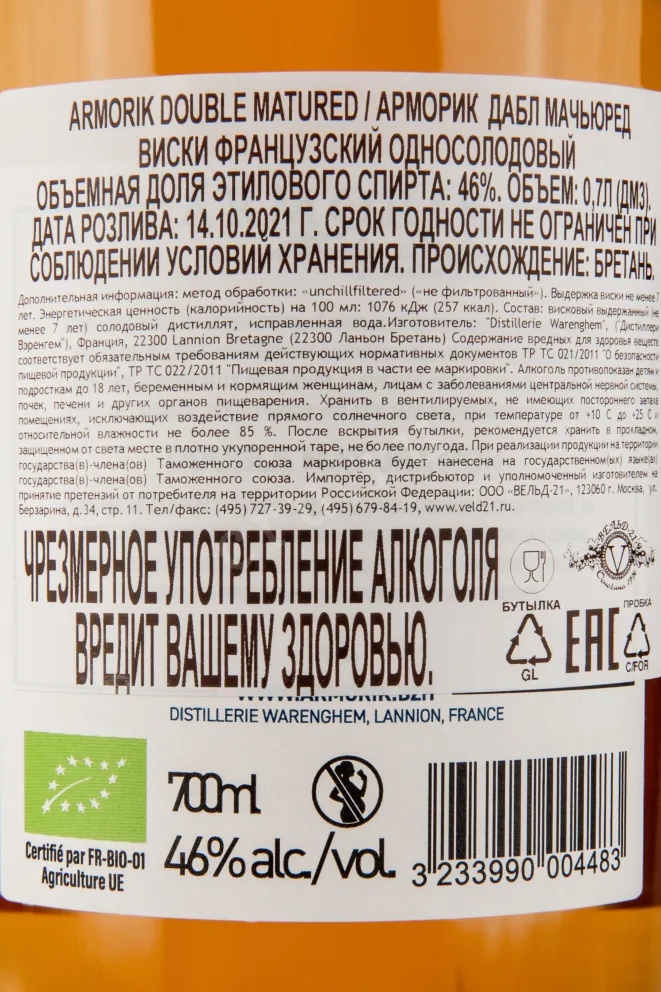 ARMORIK DOUBLE MATURED / АРМОРИК ДАБЛ МАЧЬЮРЕД
ВИСКИ ФРАНЦУЗСКИЙ ОДНОСОЛОДОВЫЙ
ОБЪЕМНАЯ ДОЛЯ ЭТИЛОВОГО СПИРТА: 46%. ОБЪЕМ: 0,7Л (ДМ3).
ДАТА РОЗЛИВА: 14.10.2021 Г. СРОК ГОДНОСТИ НЕ ОГРАНИЧЕН ПРИ
СОБЛЮДЕНИИ УСЛОВИЙ ХРАНЕНИЯ. ПРОИСХОЖДЕНИЕ: БРЕТАНЬ.
Дополнительная информация: метод обработки: «unchillfiltered» («не фильтрованный»). Выдержка виски не менее 7
лет. Энергетическая ценность (калорийность) на 100 мл: 1076 кДж (257 ккал). Состав: висковый выдержанный (не
менее 7 лет) солодовый дистиллят, исправленная вода.Изготовитель: "Distillerie Warenghem", ("Дистиллери
Вэренгем"), Франция, 22300 Lannion Bretagne (22300 Ланьон Бретань) Содержание вредных для здоровья веществ
соответствует обязательным требованиям действующих нормативных документов ТР ТС 021/2011 "О безопасности
пищевой продукции", ТР ТС 022/2011 "Пищевая продукция в части ее маркировки". Алкоголь противопоказан детям и
подросткам до 18 лет, беременным и кормящим женщинам, лицам с заболеваниями центральной нервной системы,
почек, печени и других органов пищеварения. Хранить в вентилируемых, не имеющих постороннего запаха
помещениях, исключающих воздействие прямого солнечного света, при температуре от +10 С до +25 С и
относительной влажности не более 85 %. После вскрытия бутылки, рекомендуется хранить в прохладном,
защищенном от света месте в плотно укупоренной таре, не более полугода. При реализации продукции на территории
государства(в)-члена(ов) Таможенного союза маркировка будет нанесена на государственном(ых) языке(ах)
государства(в)-члена(ов) Таможенного союза. Импортёр, дистрибьютор и уполномоченный изготовителем на
принятие претензий от потребителя на территории Российской Федерации: ООО «ВЕЛЬД-21», 123060 г. Москва, ул.
Берзарина, д.34, стр. 11. Тел/факс: (495) 727-39-29, (495) 679-84-19, www.veld21.ru.
ЧРЕЗМЕРНОЕ УПОТРЕБЛЕНИЕ АЛКОГОЛЯ
ВРЕДИТ ВАШЕМУ ЗДОРОВЬЮ.
ВЕЛЬД-21
V
БУТЫЛКА
GL
EAC
ПРОБКА
C/FOR
WWW.ARMORIK.BZH
DISTILLERIE WARENGHEM, LANNION, FRANCE
Certifié par FR-BIO-01
Agriculture UE
700ml
46% alc./vol.
3 233990 004483